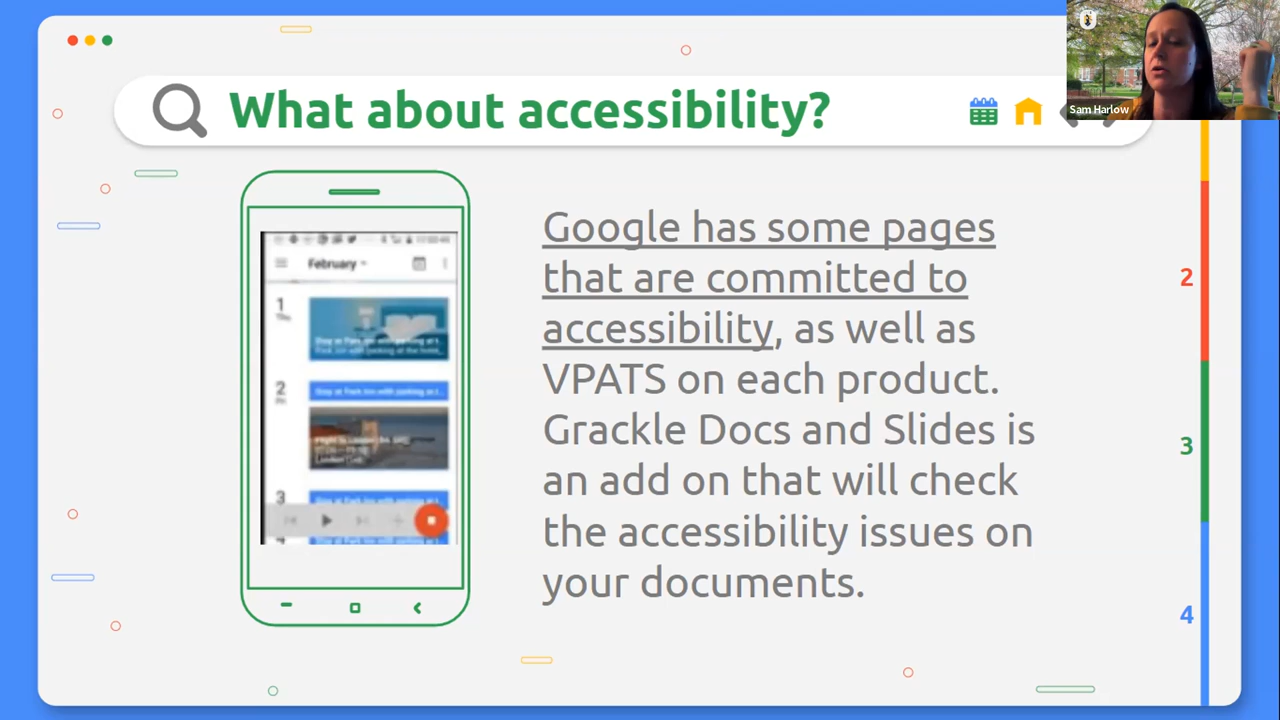 What about accessibility?
Sam Harlow
Google has some pages
that are committed to
accessibility, as well as
VPATS on each product.
Grackle Docs and Slides is
an add on that will check
the accessibility issues on
your documents.
February
1
Thu
2
Fri
3
2
3
4